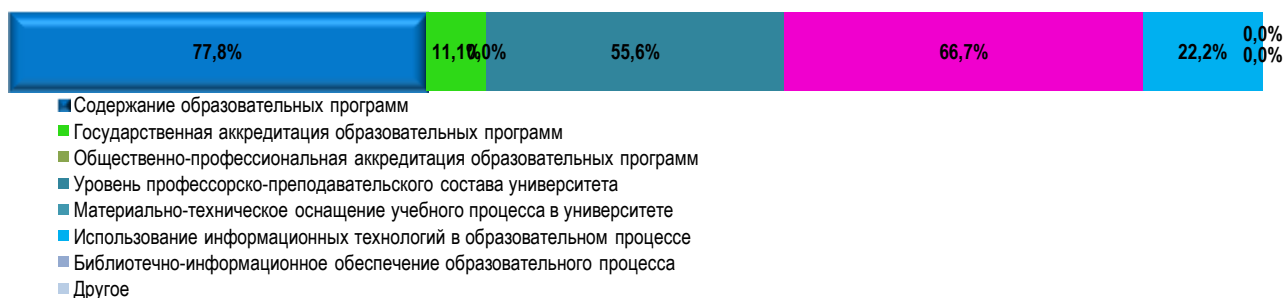 0,0%
77,8% 11,1% 0,0% 55,6% 66,7% 22,2% 0,0%
Содержание образовательных программ
Государственная аккредитация образовательных программ
Общественно-профессиональная аккредитация образовательных программ
Уровень профессорско-преподавательского состава университета
Материально-техническое оснащение учебного процесса в университете
Использование информационных технологий в образовательном процессе
Библиотечно-информационное обеспечение образовательного процесса
Другое